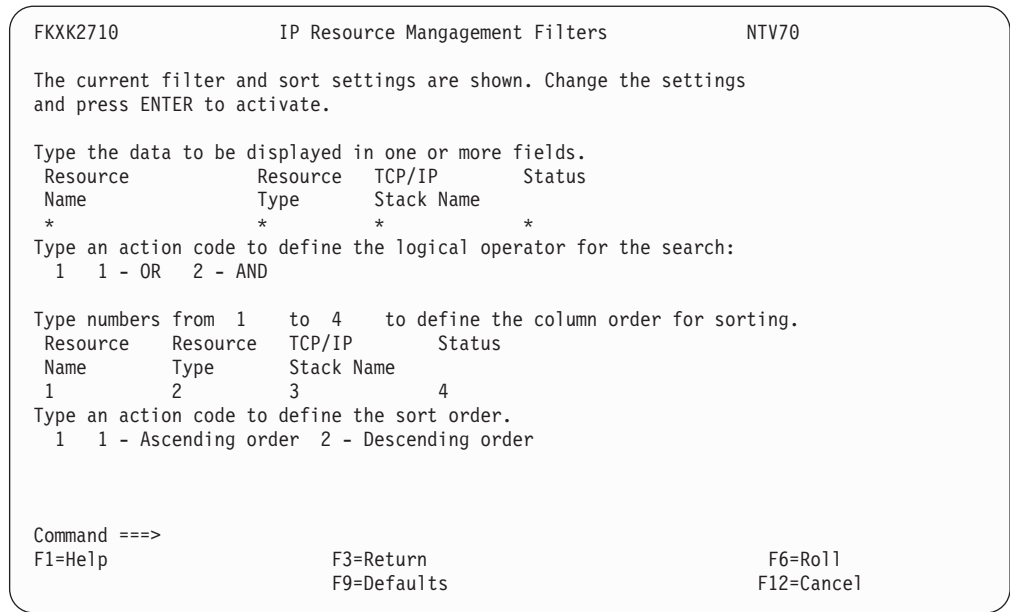 FKXK2710 IP Resource Mangagement Filters NTV70
The current filter and sort settings are shown. Change the settings
and press ENTER to activate.
Type the data to be displayed in one or more fields.
Resource Resource TCP/IP Status
Name Type Stack Name
* * * *
Type an action code to define the logical operator for the search:
1 1 - OR 2 - AND
Type numbers from 1 to 4 to define the column order for sorting.
Resource Resource TCP/IP Status
Name Type Stack Name
1 2 3 4
Type an action code to define the sort order.
1 1 - Ascending order 2 - Descending order
Command ===>
F1=Help F3=Return F6=Roll
F9=Defaults F12=Cancel